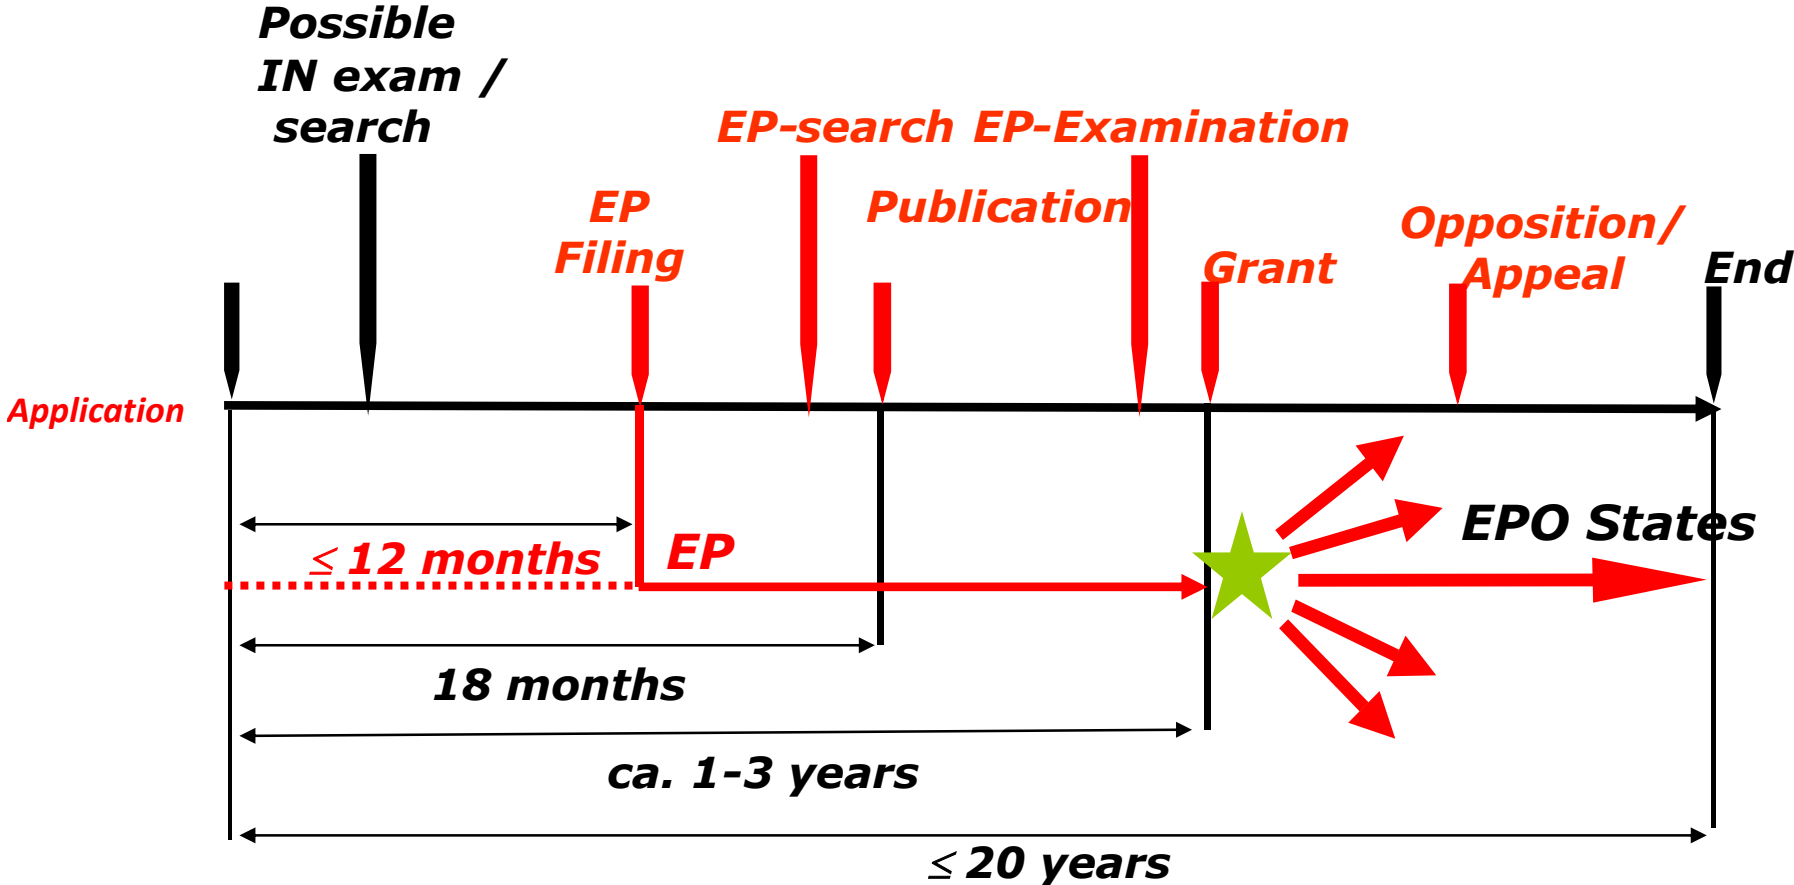 Possible
IN exam /
search
EP-search EP-Examination
EP
Filing
Publication
Opposition/
Appeal
Grant
End
Application
EPO States
EP
≤ 12 months
18 months
ca. 1-3 years
≤ 20 years